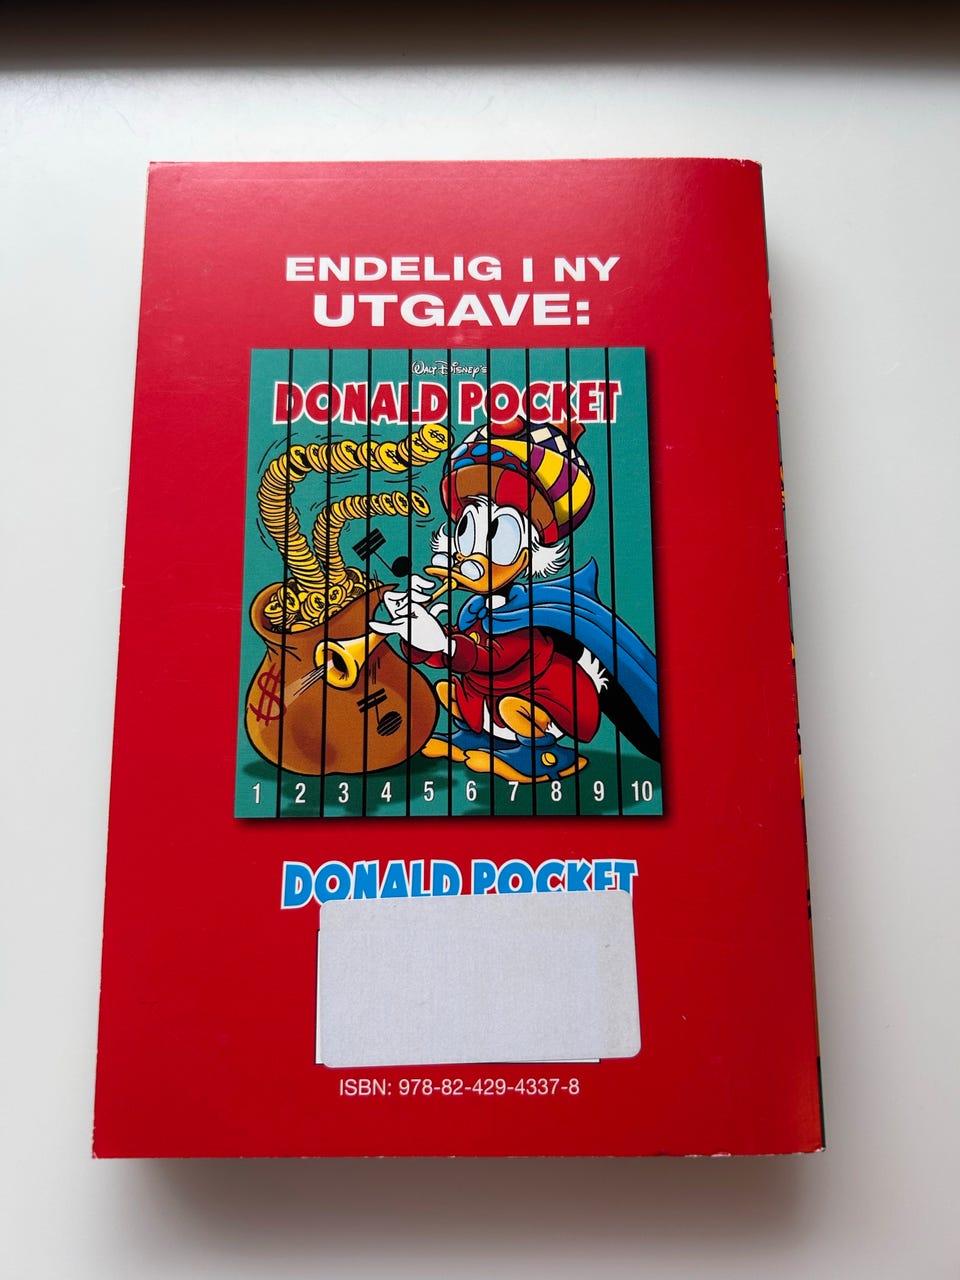 ENDELIG I NY
UTGAVE:
WALT DISNEY'S
DONALD POCKET
$
1 2 3 4 5 6 7 8 9 10
DONALD POCKET
ISBN: 978-82-429-4337-8